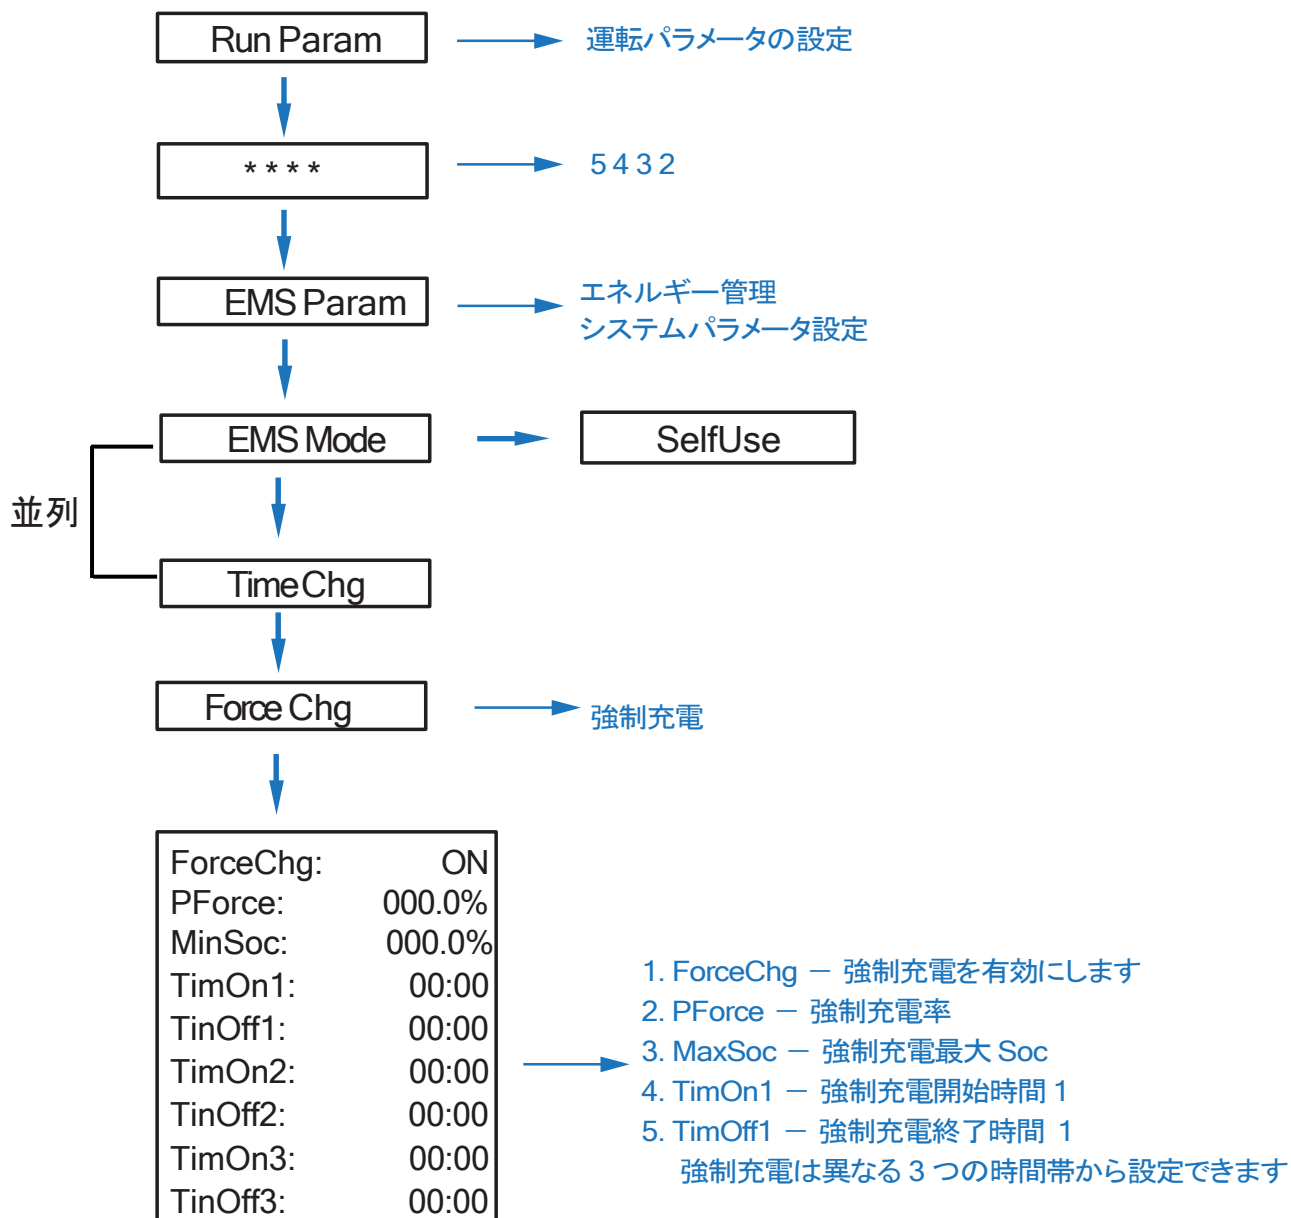 Run Param
運転パラメータの設定
* * * *
5 4 3 2
EMS Param
エネルギー管理
システムパラメータ設定
EMS Mode
SelfUse
並列
TimeChg
Force Chg
強制充電
ForceChg: ON
PForce: 000.0%
MinSoc: 000.0%
TimOn1: 00:00
TinOff1: 00:00
TimOn2: 00:00
TinOff2: 00:00
TimOn3: 00:00
TinOff3: 00:00
1. ForceChg － 強制充電を有効にします
2. PForce － 強制充電率
3. MaxSoc － 強制充電最大 Soc
4. TimOn1 － 強制充電開始時間 1
5. TimOff1 － 強制充電終了時間 1
強制充電は異なる 3 つの時間帯から設定できます